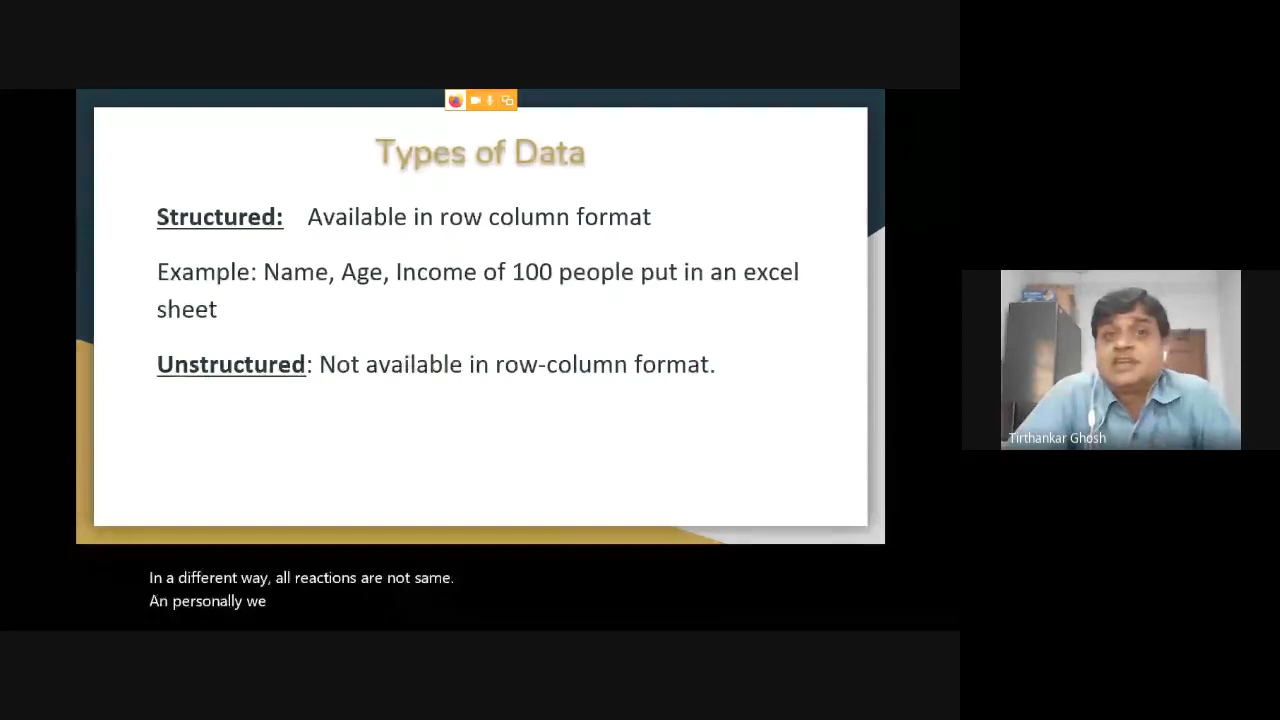 Types of Data
Structured: Available in row column format
Example: Name, Age, Income of 100 people put in an excel
sheet
Unstructured: Not available in row-column format.
Tirthankar Ghosh
In a different way, all reactions are not same.
An personally we